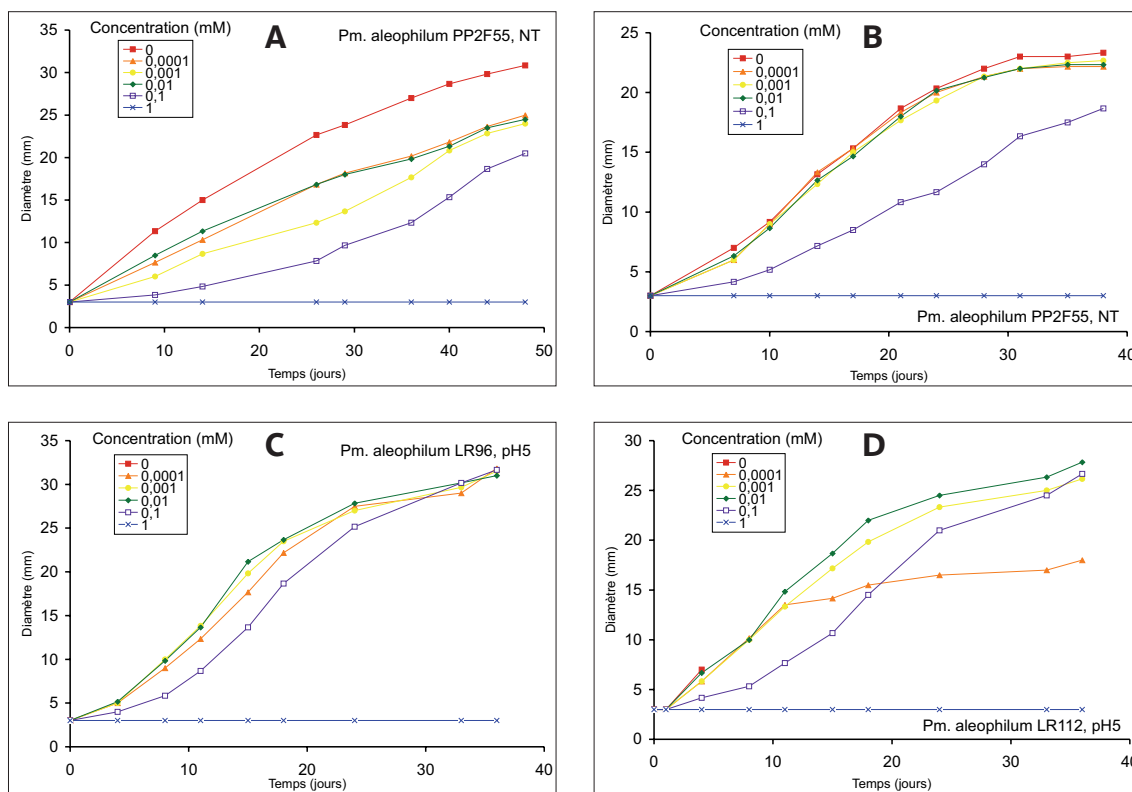 Concentration (mM)
A
Pm. aleophilum PP2F55, NT
0
0,0001
0,001
0,01
0,1
1
35
30
25
20
15
10
5
0
Diamètre (mm)
0 10 20 30 40 50
Temps (jours)
Concentration (mM)
B
0
0,0001
0,001
0,01
0,1
1
25
20
15
10
5
0
Diamètre (mm)
Pm. aleophilum PP2F55, NT
0 10 20 30 40
Temps (jours)
Concentration (mM)
C
Pm. aleophilum LR96, pH5
0
0,0001
0,001
0,01
0,1
1
35
30
25
20
15
10
5
0
Diamètre (mm)
0 10 20 30 40
Temps (jours)
Concentration (mM)
D
0
0,0001
0,001
0,01
0,1
1
30
25
20
15
10
5
0
Diamètre (mm)
Pm. aleophilum LR112, pH5
0 10 20 30 40
Temps (jours)